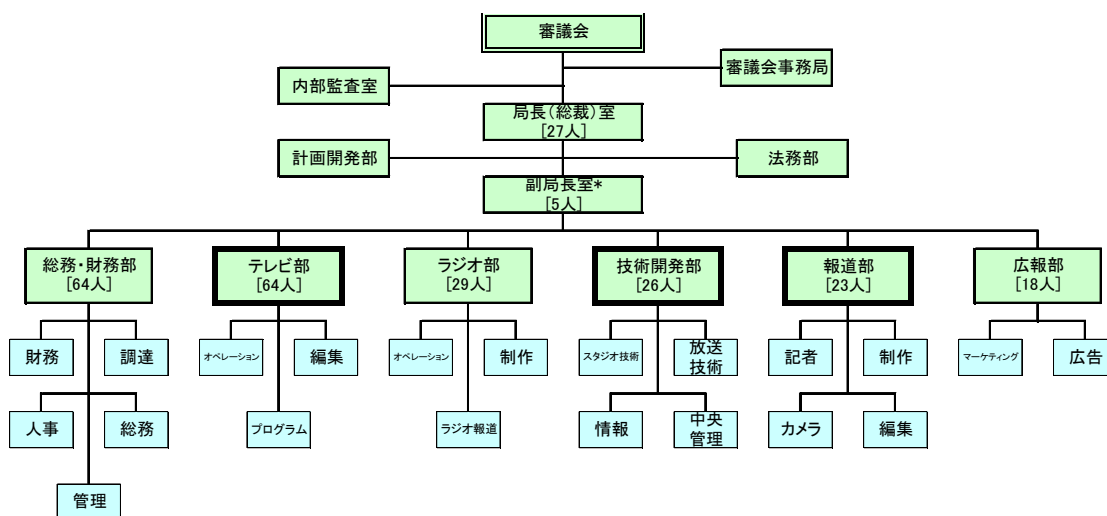 審議会
審議会事務局
内部監査室
局長(総裁)室
[27人]
計画開発部
法務部
副局長室*
[5人]
総務・財務部
[64人]
テレビ部
[64人]
ラジオ部
[29人]
技術開発部
[26人]
報道部
[23人]
広報部
[18人]
財務
調達
オペレーション
編集
オペレーション
制作
スタジオ技術
放送
技術
記者
制作
マーケティング
広告
人事
総務
プログラム
ラジオ報道
情報
中央
管理
カメラ
編集
管理